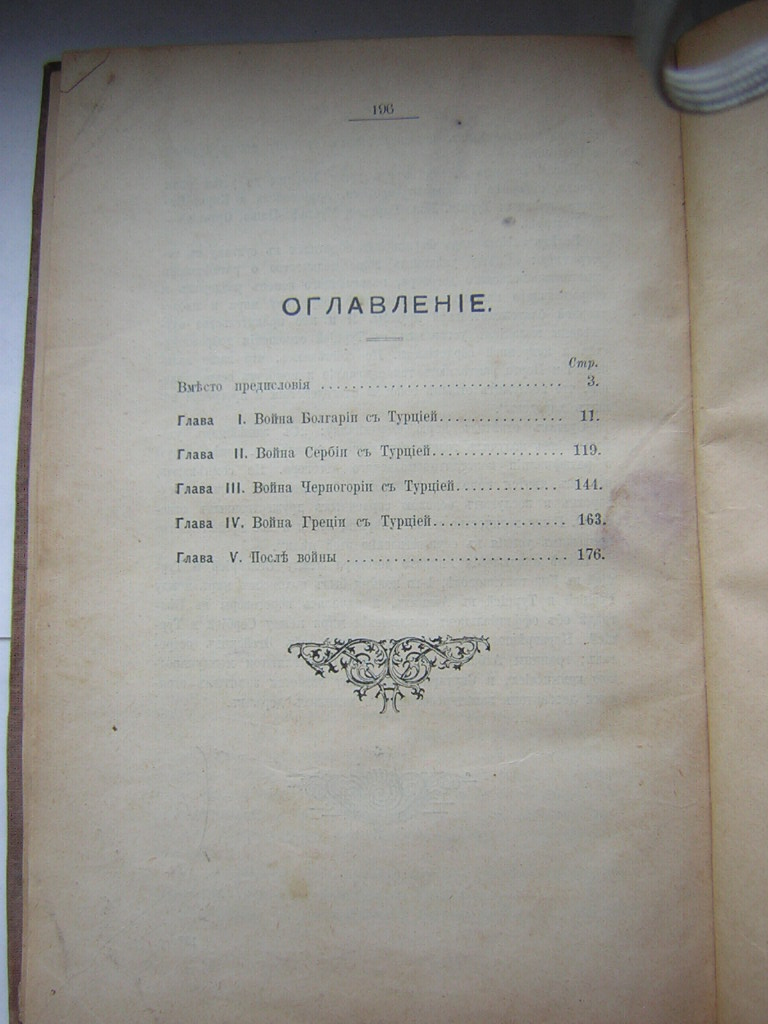 196
ОГЛАВЛЕНІЕ.
Стр.
Вмѣсто предисловія .............................. 3.
Глава I. Война Болгаріи съ Турціей................ 11.
Глава II. Война Сербіи съ Турціей................. 119.
Глава III. Война Черногоріи съ Турціей............. 144.
Глава IV. Война Греціи съ Турціей................. 163.
Глава V. Послѣ войны ........................... 176.